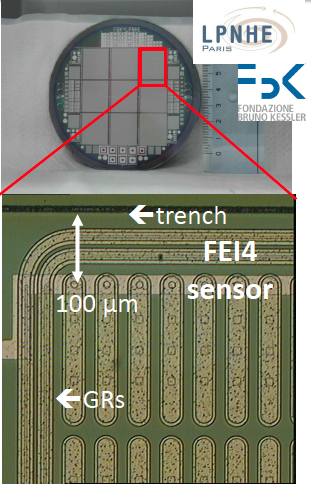 LPNHE
PARIS
FBK
FONDAZIONE
BRUNO KESSLER
trench
FEI4
sensor
100 μm
GRs